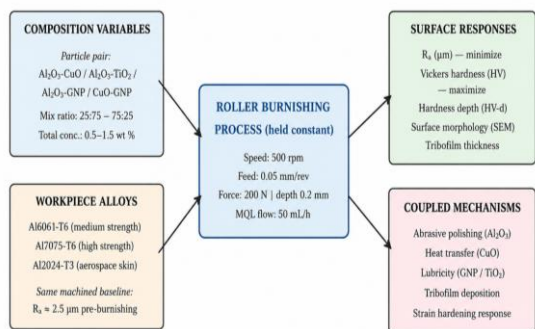 COMPOSITION VARIABLES
Particle pair:
Al₂O₃-CuO / Al₂O₃-TiO₂ /
Al₂O₃-GNP / CuO-GNP
Mix ratio: 25:75 – 75:25
Total conc.: 0.5–1.5 wt %
WORKPIECE ALLOYS
Al6061-T6 (medium strength)
Al7075-T6 (high strength)
Al2024-T3 (aerospace skin)
Same machined baseline:
Rₐ ≈ 2.5 μm pre-burnishing
ROLLER BURNISHING
PROCESS (held constant)
Speed: 500 rpm
Feed: 0.05 mm/rev
Force: 200 N | depth 0.2 mm
MQL flow: 50 mL/h
SURFACE RESPONSES
Rₐ (μm) — minimize
Vickers hardness (HV)
— maximize
Hardness depth (HV-d)
Surface morphology (SEM)
Tribofilm thickness
COUPLED MECHANISMS
Abrasive polishing (Al₂O₃)
Heat transfer (CuO)
Lubricity (GNP / TiO₂)
Tribofilm deposition
Strain hardening response